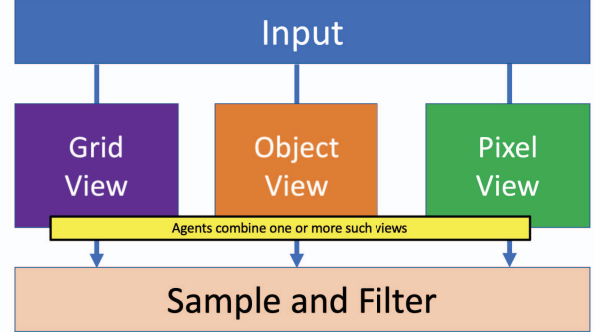 Input
Grid
View
Object
View
Pixel
View
Agents combine one or more such views
Sample and Filter